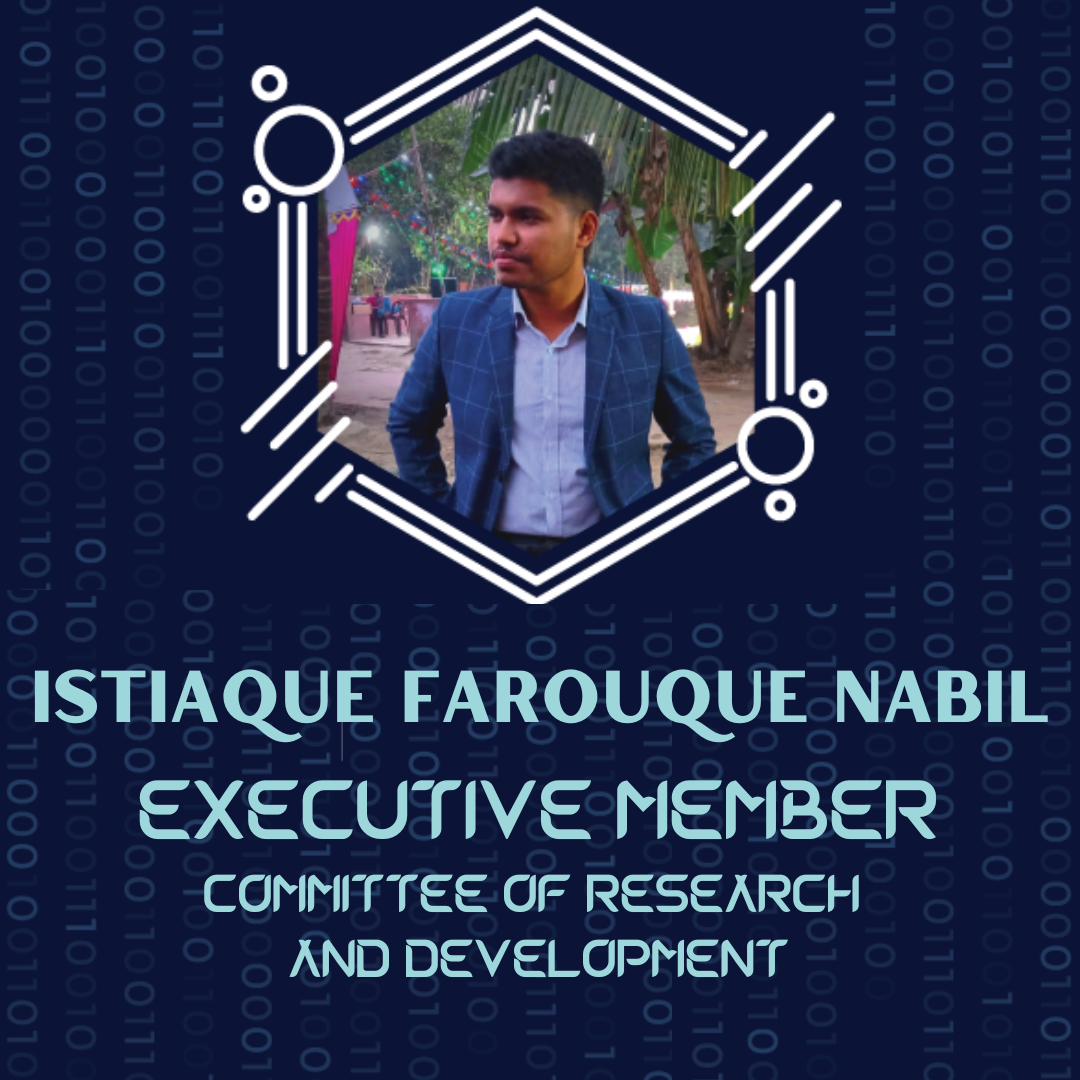 ISTIAQUE FAROUQUE NABIL
EXECUTIVE MEMBER
COMMITTEE OF RESEARCH
AND DEVELOPMENT